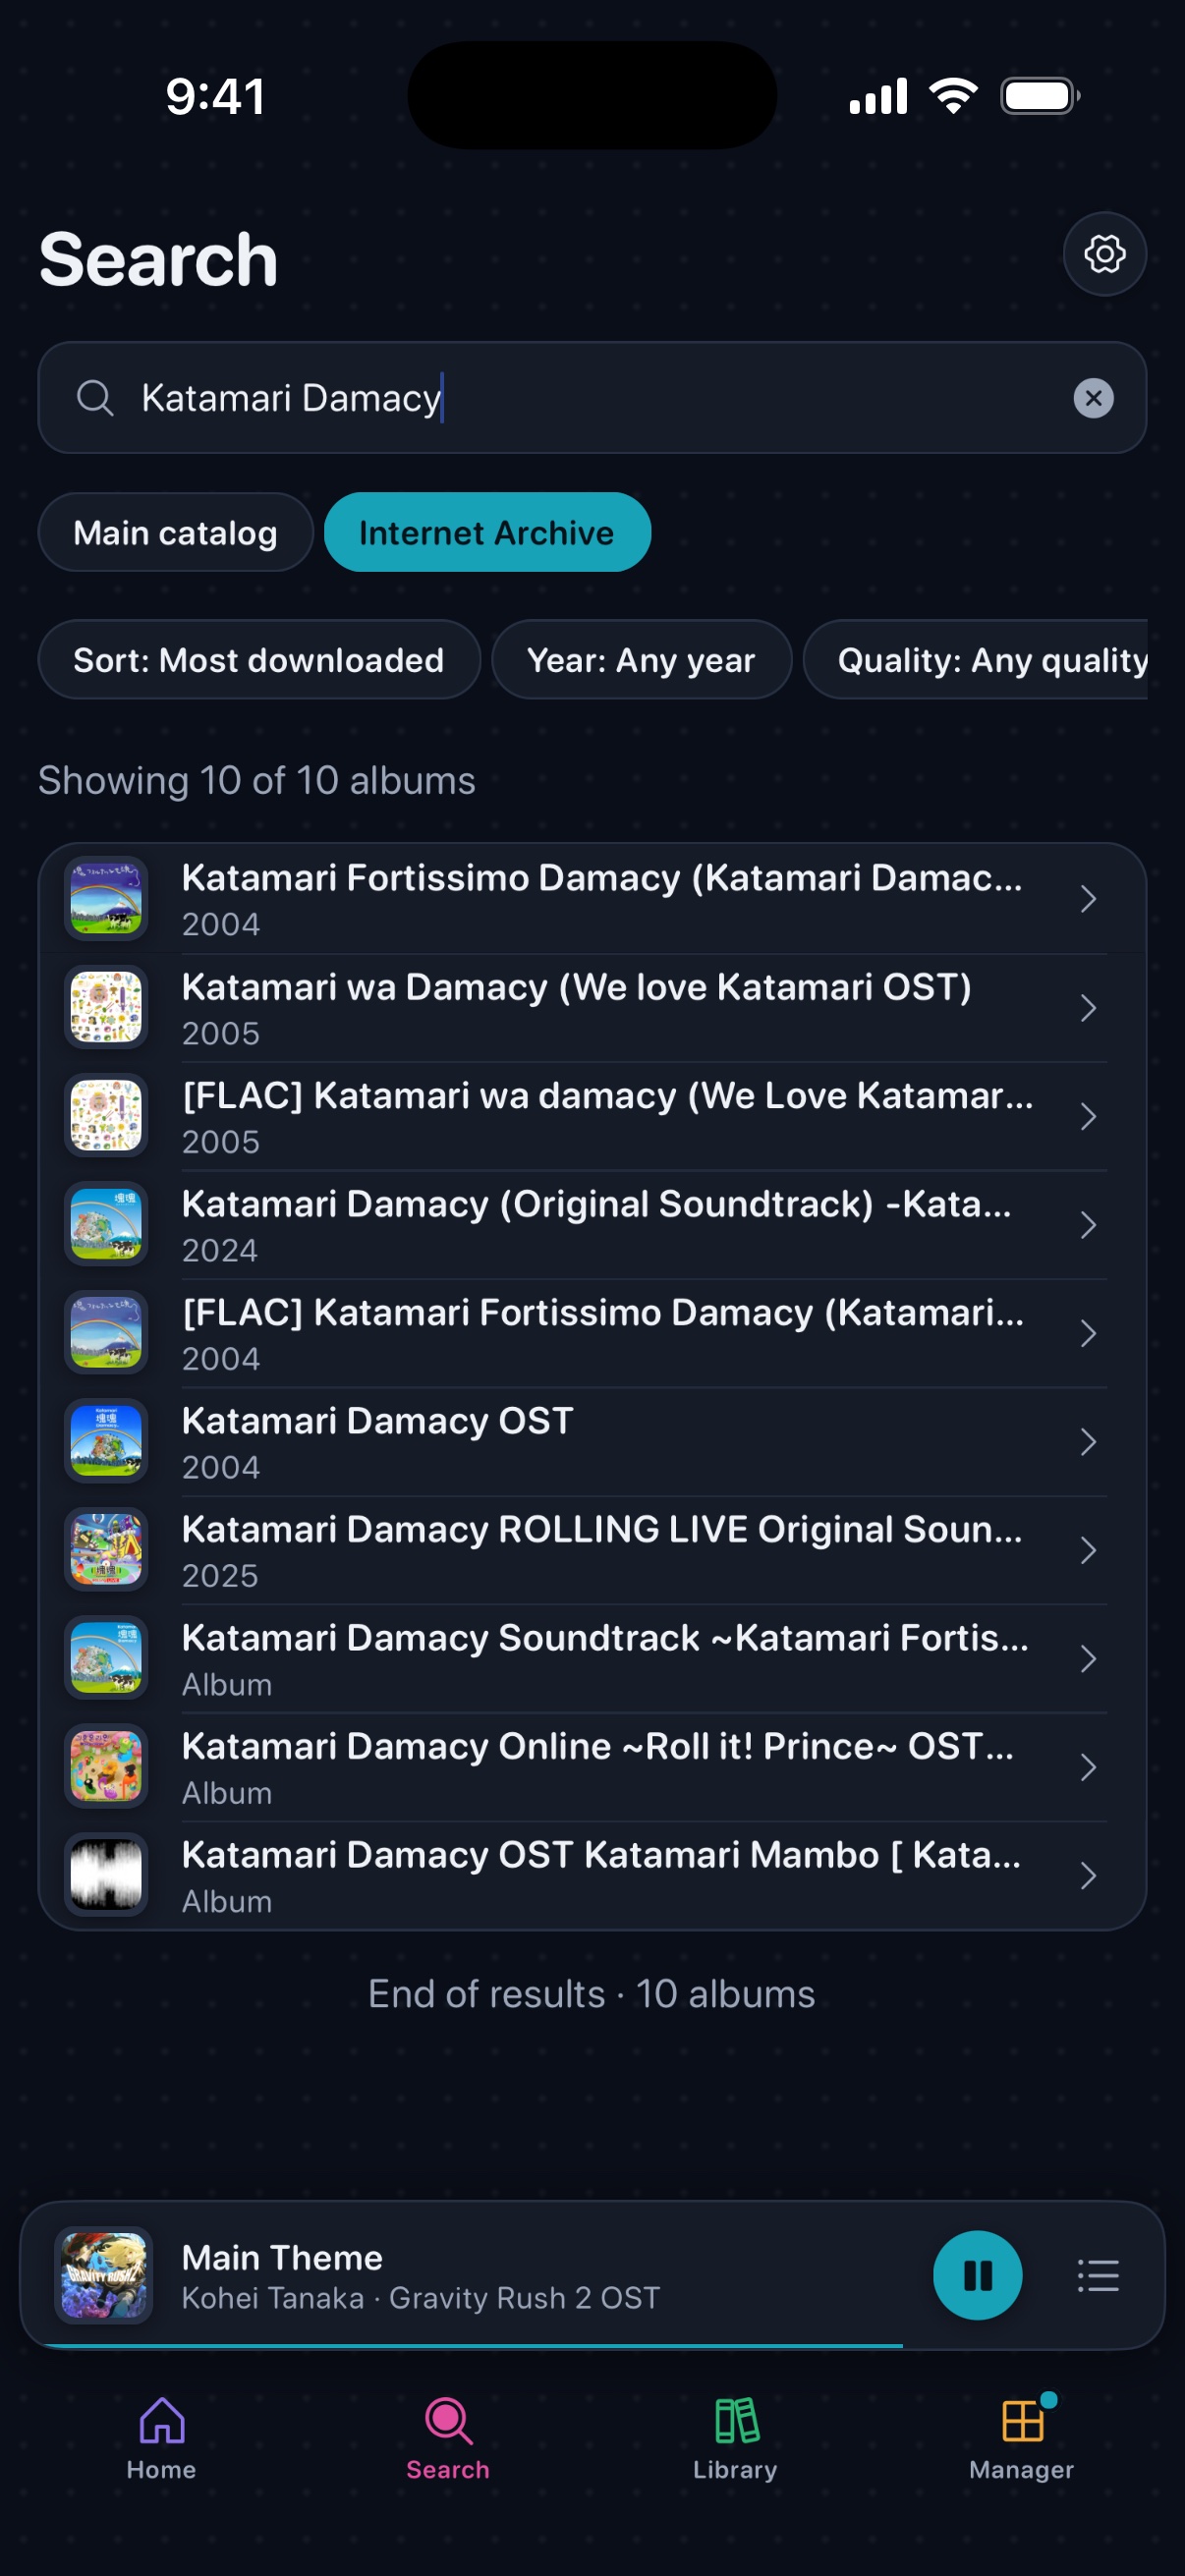 9:41
Search
Katamari Damacy
Main catalog
Internet Archive
Sort: Most downloaded
Year: Any year
Quality: Any quality
Showing 10 of 10 albums
Katamari Fortissimo Damacy (Katamari Damac...
2004
Katamari wa Damacy (We love Katamari OST)
2005
[FLAC] Katamari wa damacy (We Love Katamar...
2005
Katamari Damacy (Original Soundtrack) -Kata...
2024
[FLAC] Katamari Fortissimo Damacy (Katamari...
2004
Katamari Damacy OST
2004
Katamari Damacy ROLLING LIVE Original Soun...
2025
Katamari Damacy Soundtrack ~Katamari Fortis...
Album
Katamari Damacy Online ~Roll it! Prince~ OST...
Album
Katamari Damacy OST Katamari Mambo [ Kata...
Album
End of results · 10 albums
GRAVITY RUSH 2
Main Theme
Kohei Tanaka · Gravity Rush 2 OST
Home
Search
Library
Manager